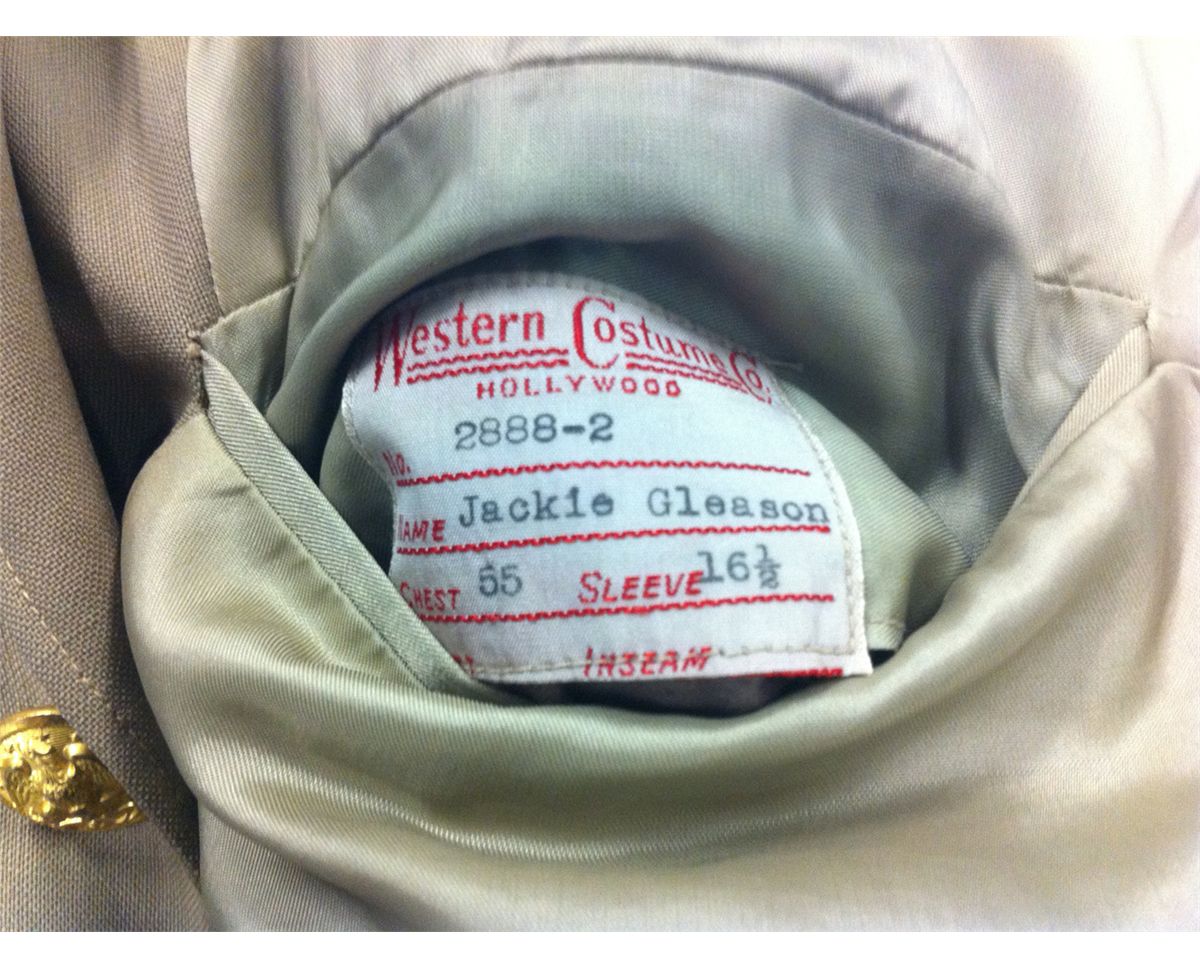 Western Costume Co.
HOLLYWOOD
No. 2888-2
NAME Jackie Gleason
CHEST 55 SLEEVE 16½
INSEAM